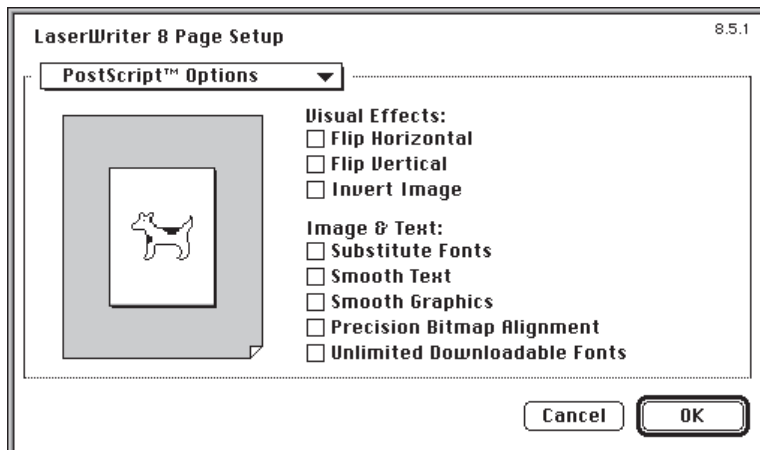 LaserWriter 8 Page Setup
8.5.1
PostScript™ Options
Visual Effects:
Flip Horizontal
Flip Vertical
Invert Image
Image & Text:
Substitute Fonts
Smooth Text
Smooth Graphics
Precision Bitmap Alignment
Unlimited Downloadable Fonts
Cancel
OK